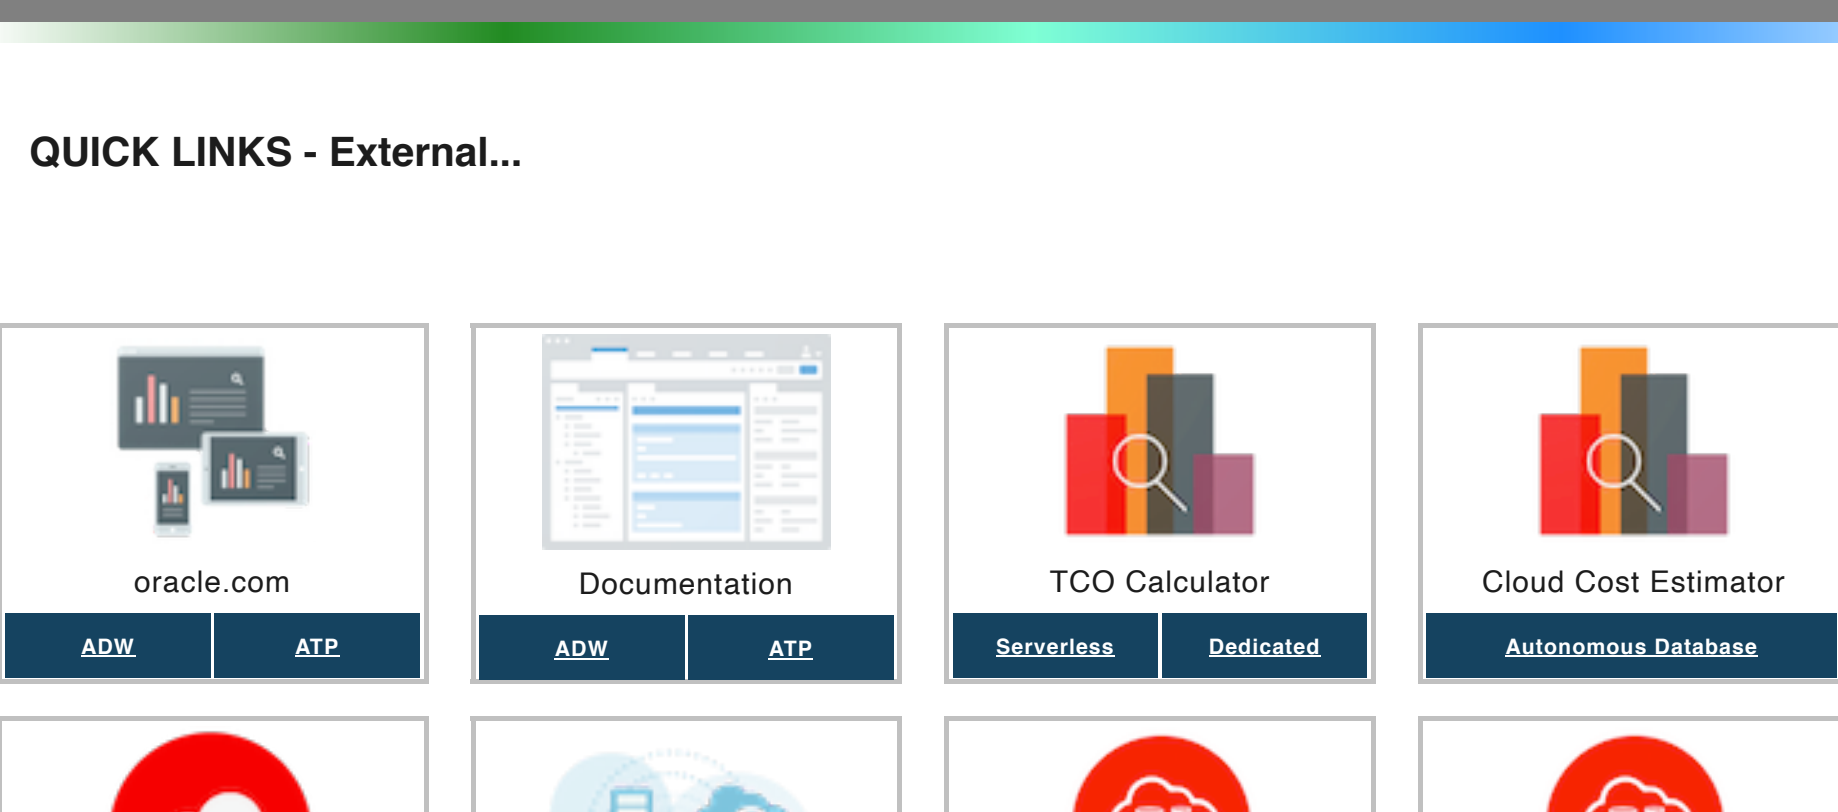 QUICK LINKS - External...
oracle.com
Documentation
TCO Calculator
Cloud Cost Estimator
ADW
ATP
ADW
ATP
Serverless
Dedicated
Autonomous Database